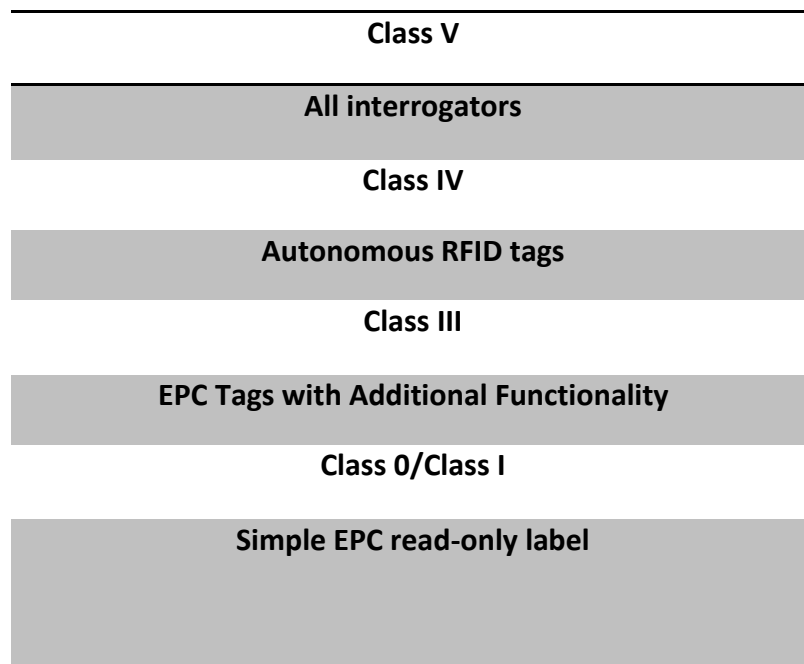 Class V
All interrogators
Class IV
Autonomous RFID tags
Class III
EPC Tags with Additional Functionality
Class 0/Class I
Simple EPC read-only label